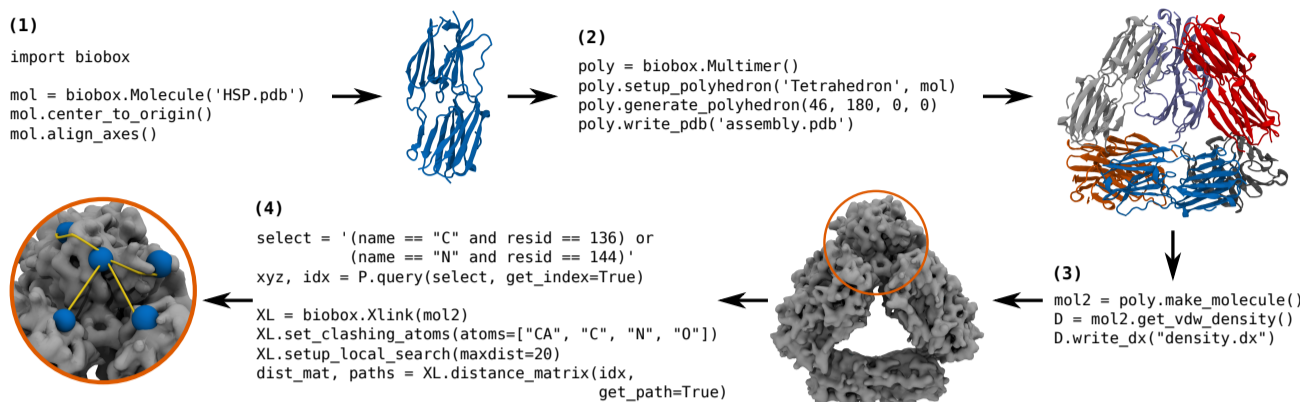 (1)
import biobox
mol = biobox.Molecule('HSP.pdb')
mol.center_to_origin()
mol.align_axes()
(2)
poly = biobox.Multimer()
poly.setup_polyhedron('Tetrahedron', mol)
poly.generate_polyhedron(46, 180, 0, 0)
poly.write_pdb('assembly.pdb')
(3)
mol2 = poly.make_molecule()
D = mol2.get_vdw_density()
D.write_dx("density.dx")
(4)
select = '(name == "C" and resid == 136) or
(name == "N" and resid == 144)'
xyz, idx = P.query(select, get_index=True)
XL = biobox.Xlink(mol2)
XL.set_clashing_atoms(atoms=["CA", "C", "N", "O"])
XL.setup_local_search(maxdist=20)
dist_mat, paths = XL.distance_matrix(idx,
get_path=True)